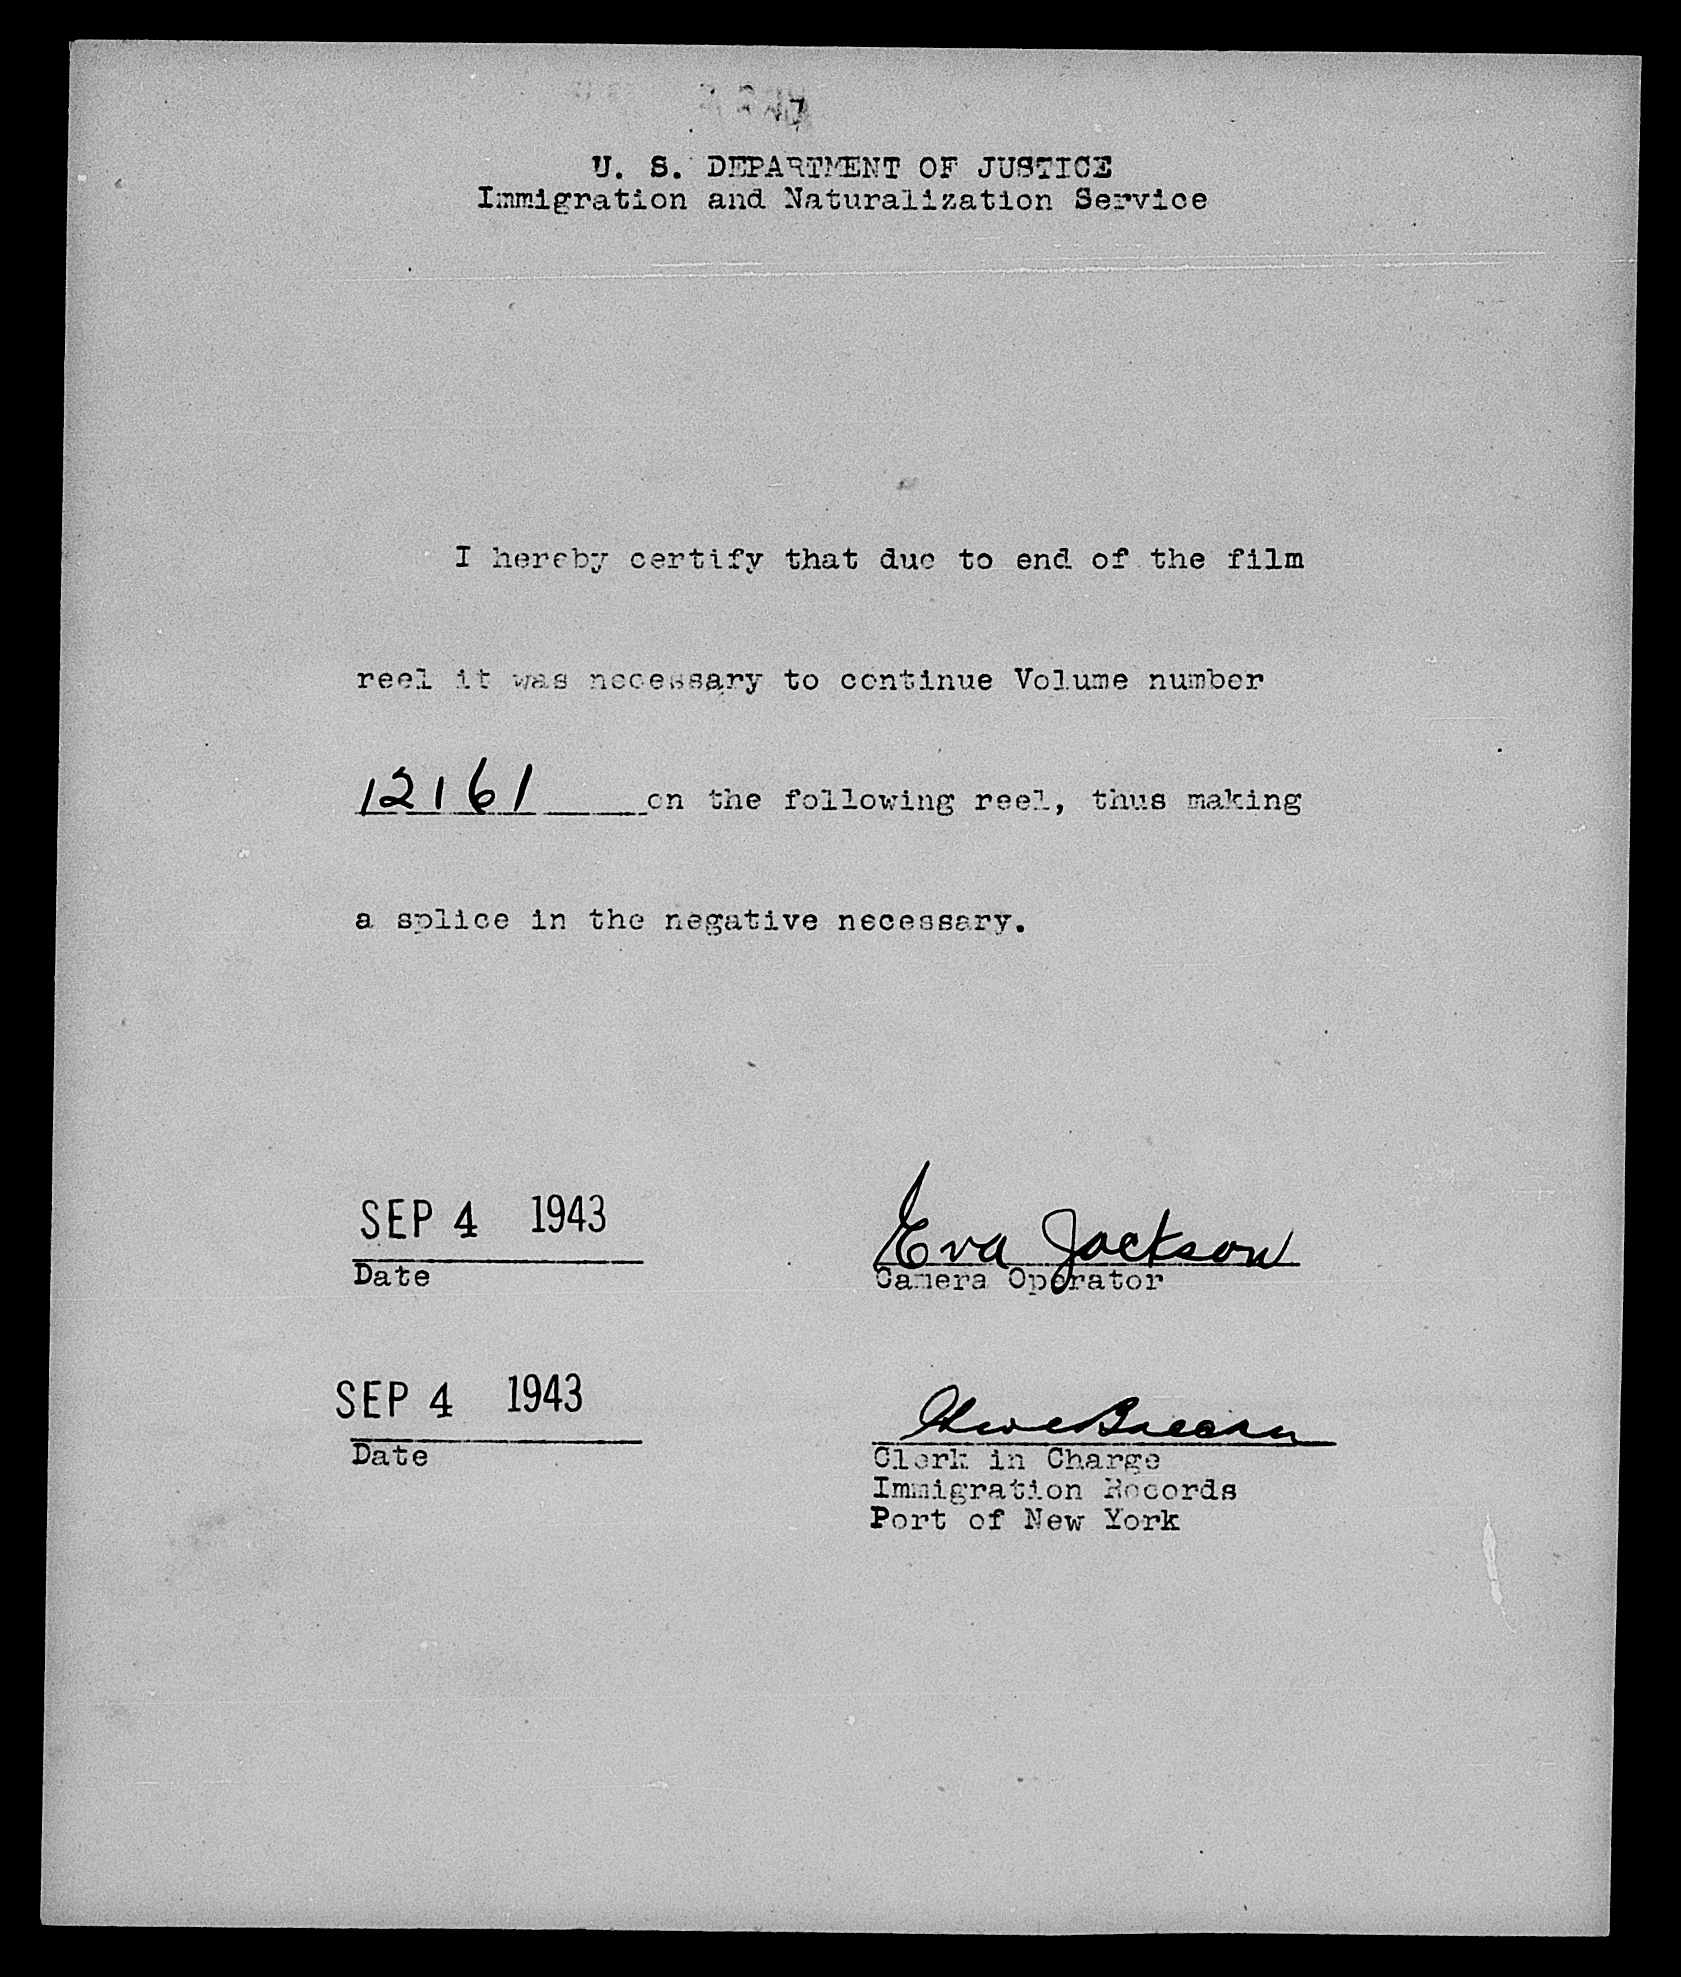 U. S. DEPARTMENT OF JUSTICE
Immigration and Naturalization Service
I hereby certify that due to end of the film
reel it was necessary to continue Volume number
12161 on the following reel, thus making
a splice in the negative necessary.
SEP 4 1943
Date
Eva Jackson
Camera Operator
SEP 4 1943
Date
Clerk in Charge
Immigration Records
Port of New York